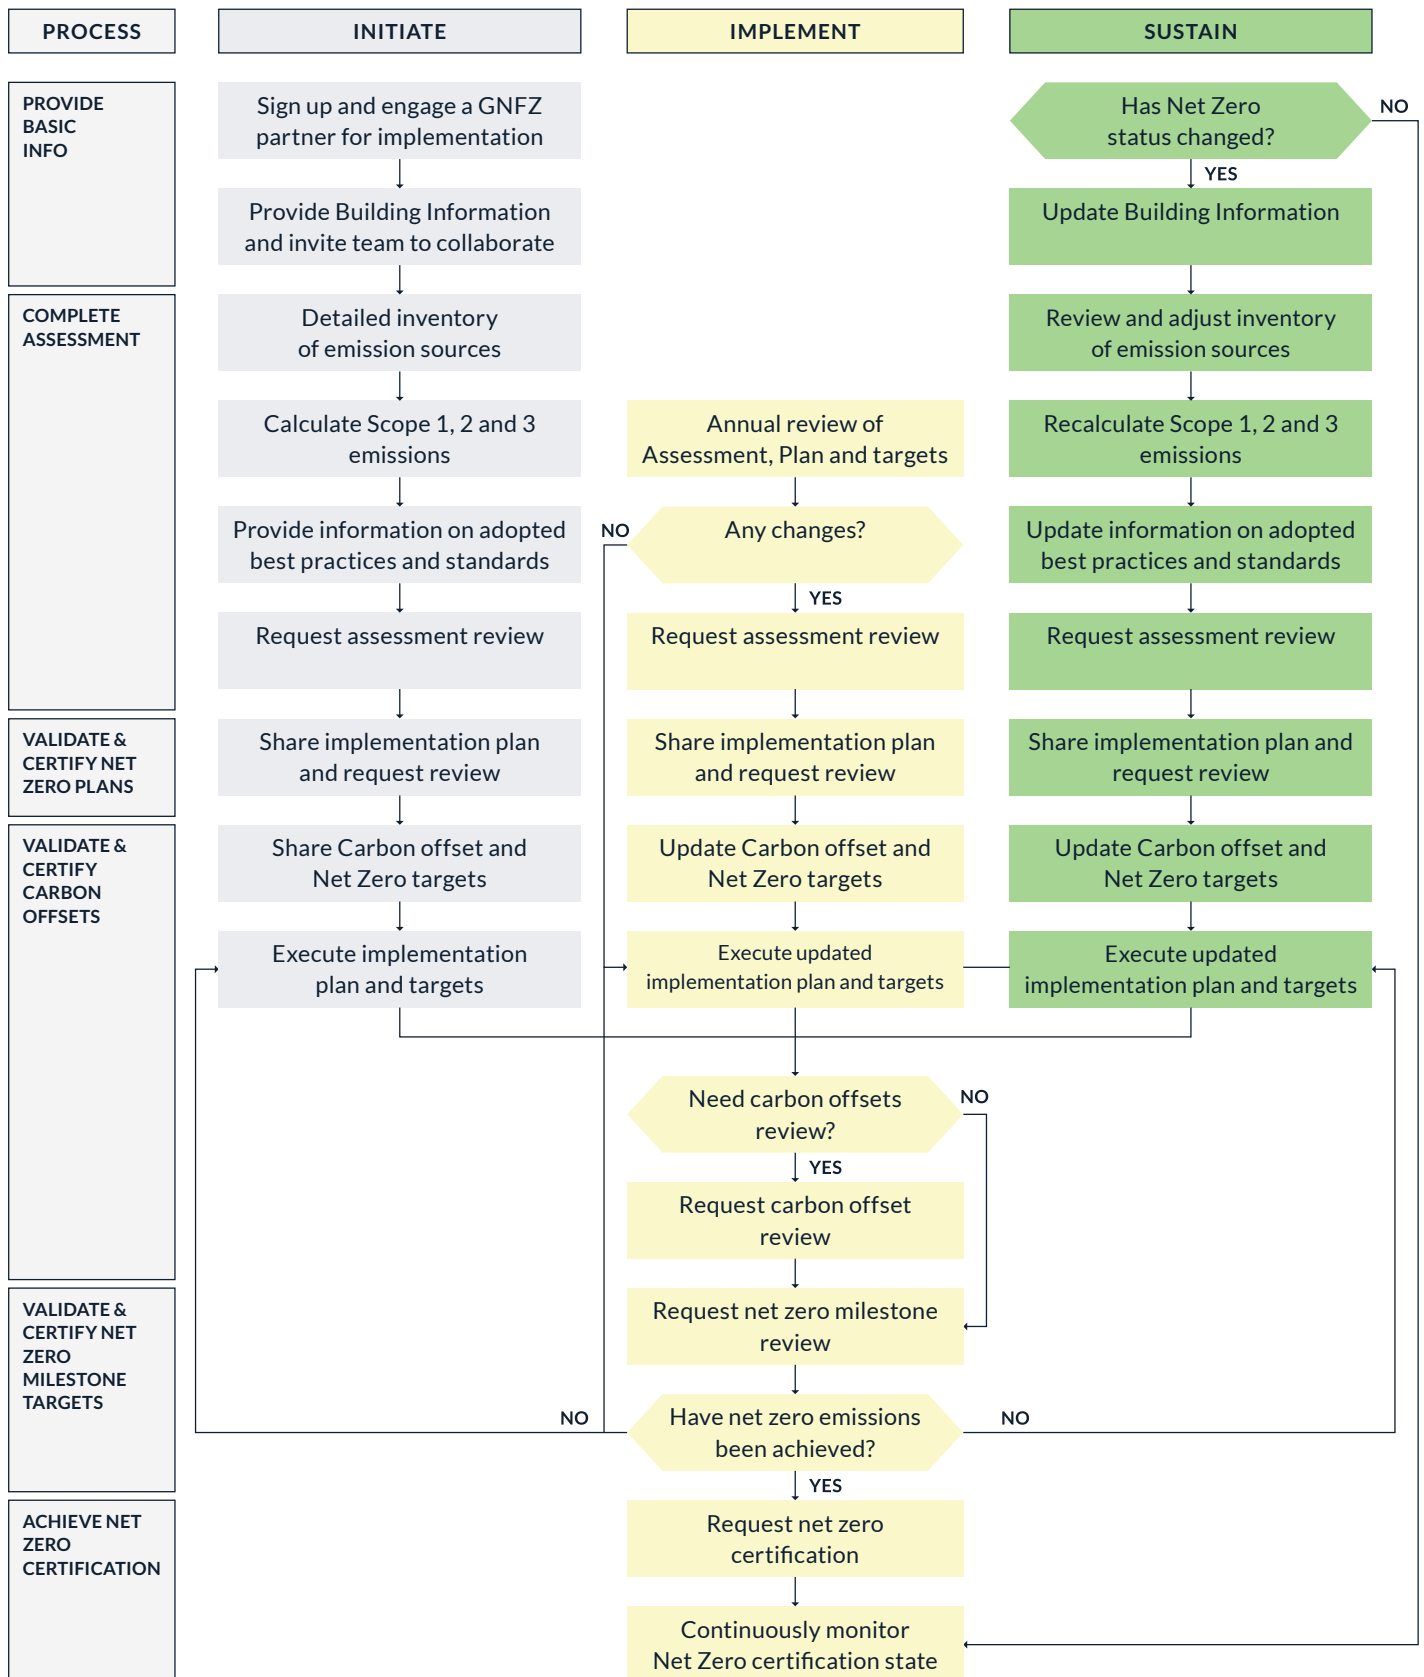 PROCESS
INITIATE
IMPLEMENT
SUSTAIN
PROVIDE
BASIC
INFO
COMPLETE
ASSESSMENT
VALIDATE &
CERTIFY NET
ZERO PLANS
VALIDATE &
CERTIFY
CARBON
OFFSETS
VALIDATE &
CERTIFY NET
ZERO
MILESTONE
TARGETS
ACHIEVE NET
ZERO
CERTIFICATION
Sign up and engage a GNFZ
partner for implementation
Provide Building Information
and invite team to collaborate
Detailed inventory
of emission sources
Calculate Scope 1, 2 and 3
emissions
Provide information on adopted
best practices and standards
Request assessment review
Share implementation plan
and request review
Share Carbon offset and
Net Zero targets
Execute implementation
plan and targets
Annual review of
Assessment, Plan and targets
NO
Any changes?
YES
Request assessment review
Share implementation plan
and request review
Update Carbon offset and
Net Zero targets
Execute updated
implementation plan and targets
Need carbon offsets
review?
NO
YES
Request carbon offset
review
Request net zero milestone
review
NO
Have net zero emissions
been achieved?
NO
YES
Request net zero
certification
Continuously monitor
Net Zero certification state
Has Net Zero
status changed?
NO
YES
Update Building Information
Review and adjust inventory
of emission sources
Recalculate Scope 1, 2 and 3
emissions
Update information on adopted
best practices and standards
Request assessment review
Share implementation plan and
request review
Update Carbon offset and
Net Zero targets
Execute updated
implementation plan and targets